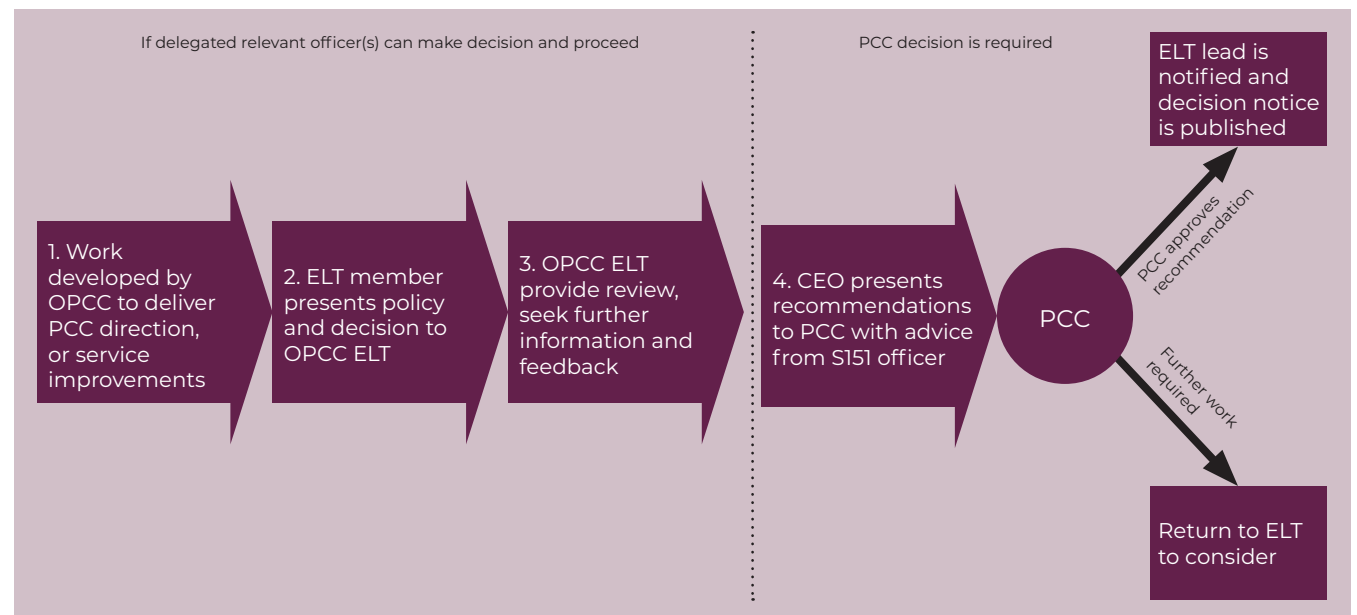 If delegated relevant officer(s) can make decision and proceed
PCC decision is required
1. Work
developed by
OPCC to deliver
PCC direction,
or service
improvements
2. ELT member
presents policy
and decision to
OPCC ELT
3. OPCC ELT
provide review,
seek further
information and
feedback
4. CEO presents
recommendations
to PCC with advice
from S151 officer
PCC
PCC approves
recommendation
ELT lead is
notified and
decision notice
is published
Further work
required
Return to ELT
to consider